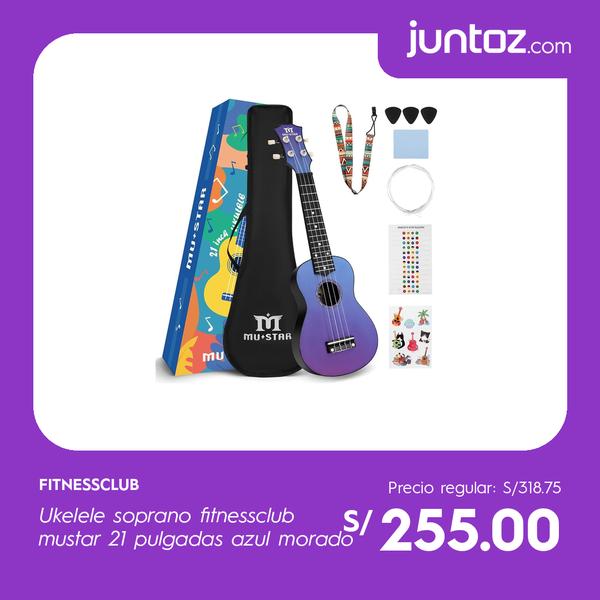 juntoz.com
MU★STAR
21 inch UKULELE
MU
MU★STAR
FITNESSCLUB
Ukelele soprano fitnessclub
mustar 21 pulgadas azul morado
Precio regular: S/318.75
S/ 255.00